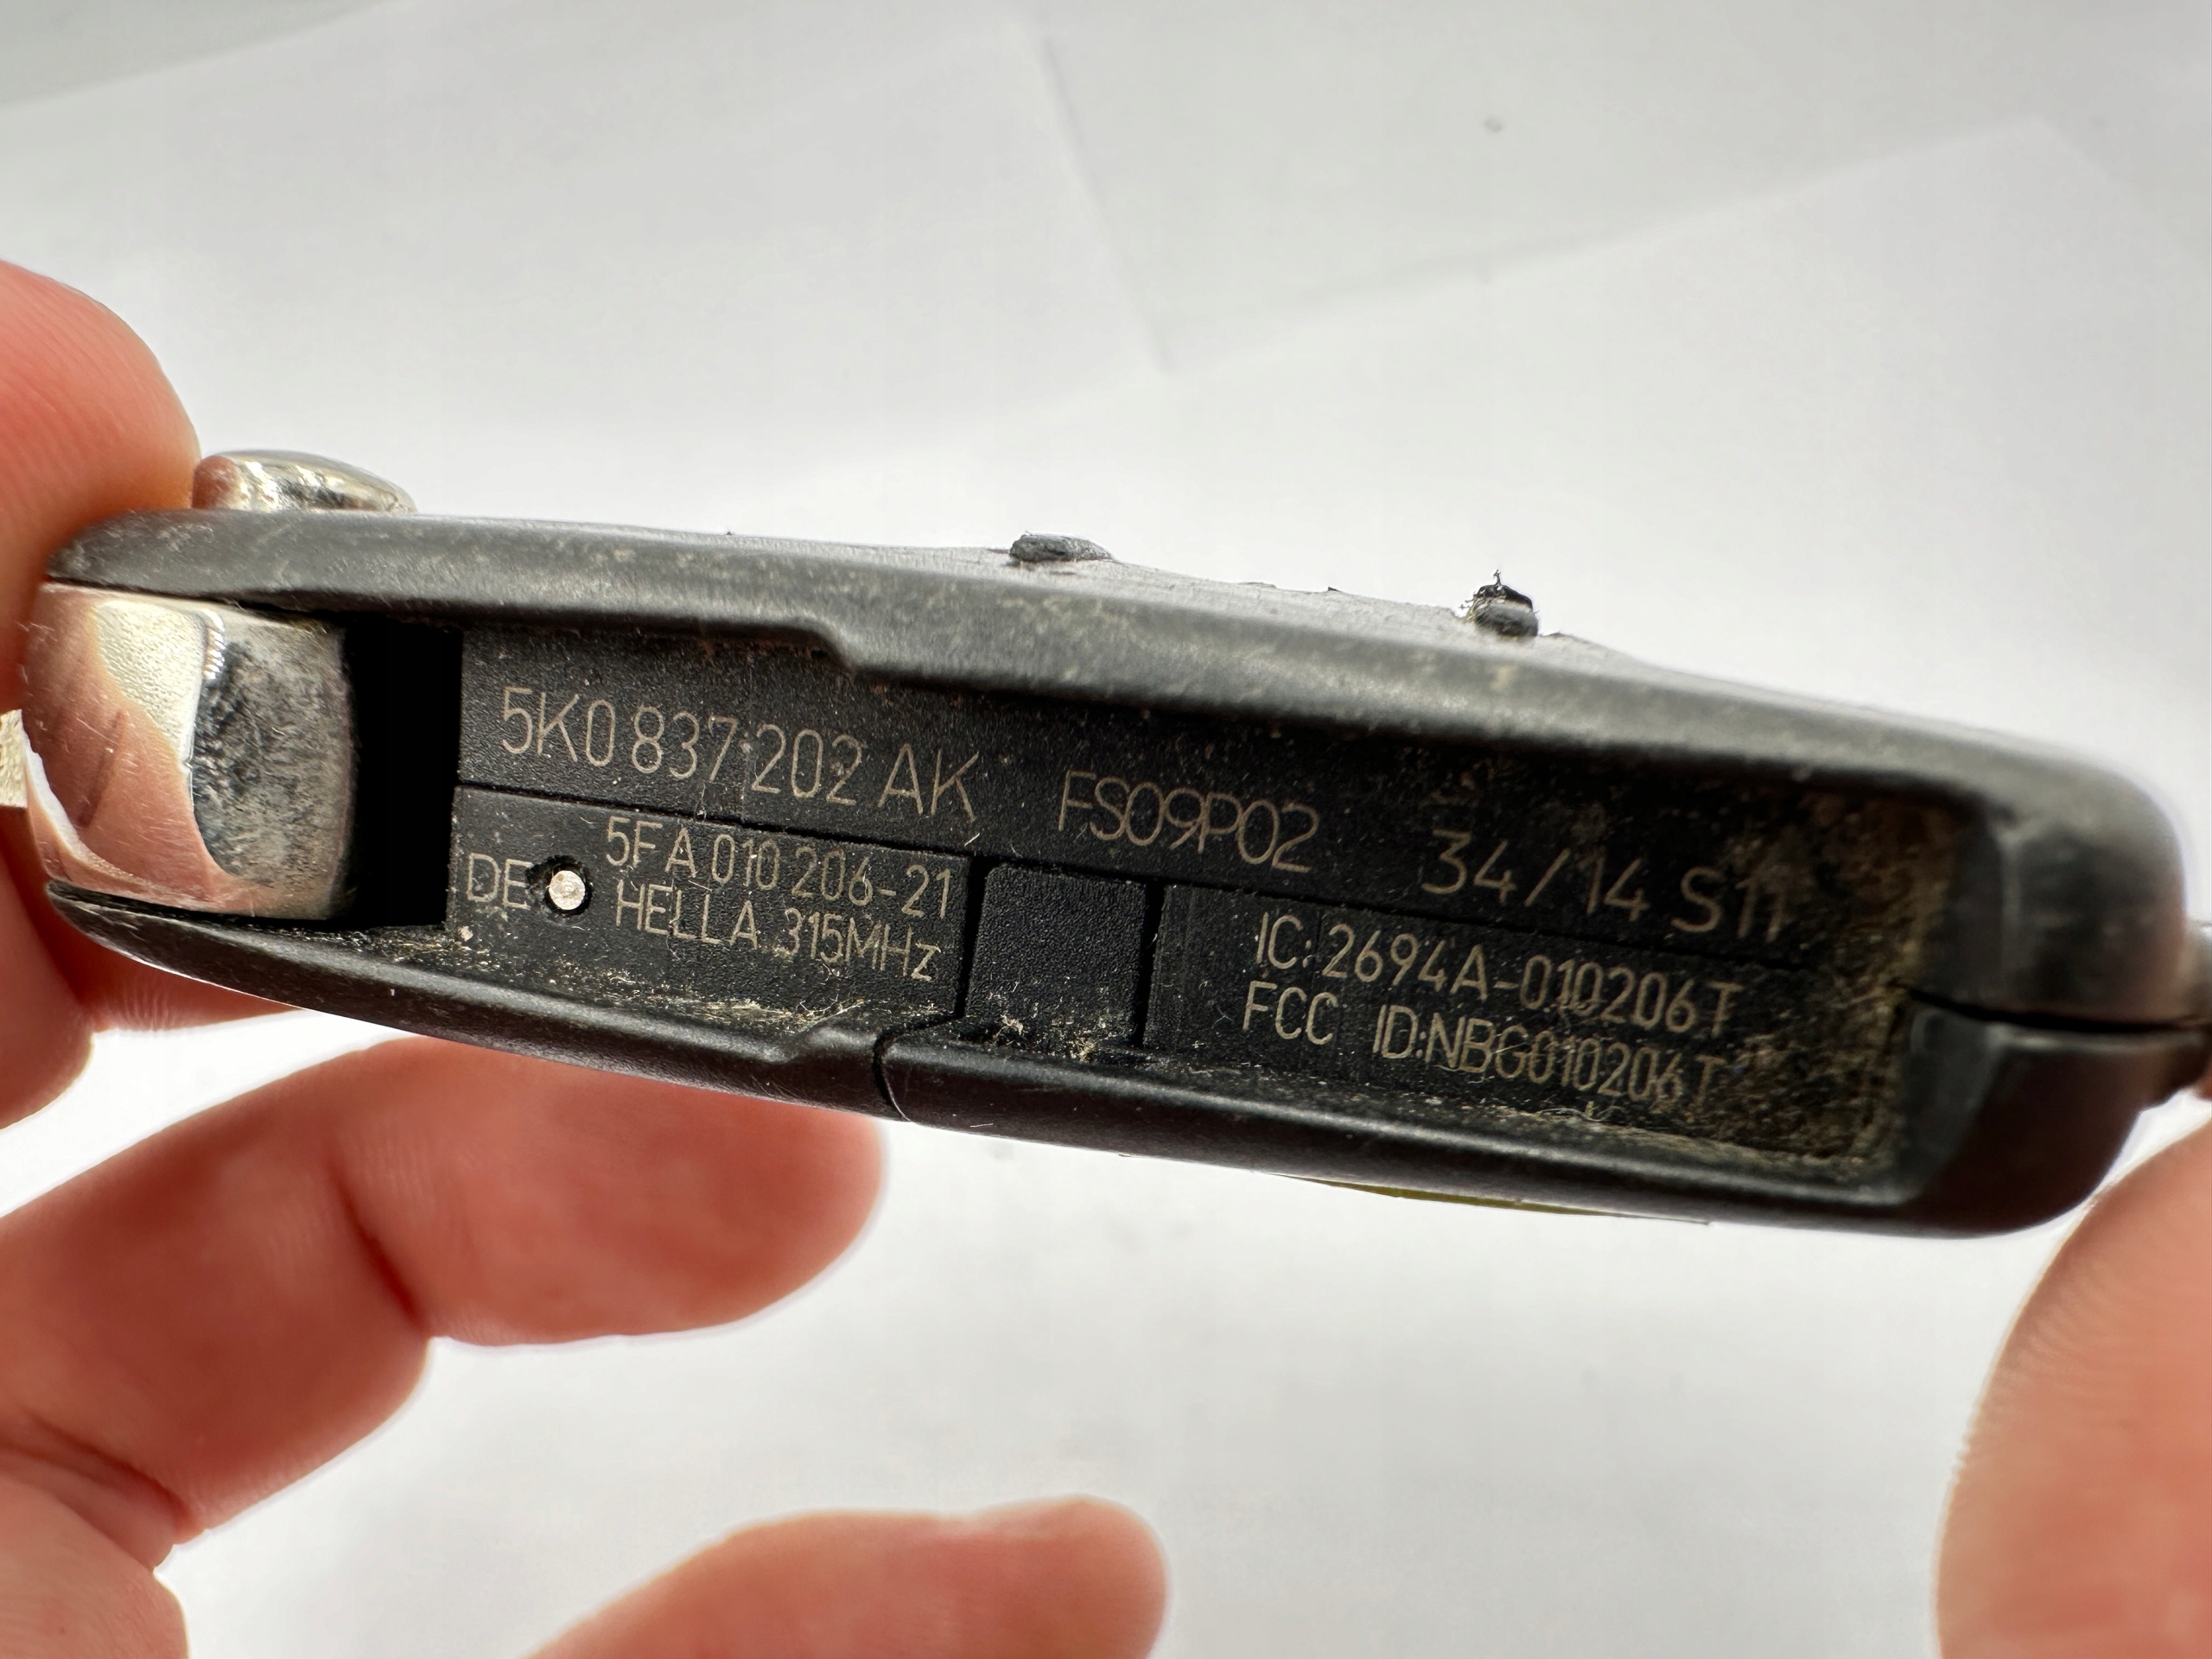 5K0 837 202 AK FS09P02 34/14 S11
DE 5FA 010 206-21
HELLA 315MHz
IC: 2694A-010206T
FCC ID:NBG010206T